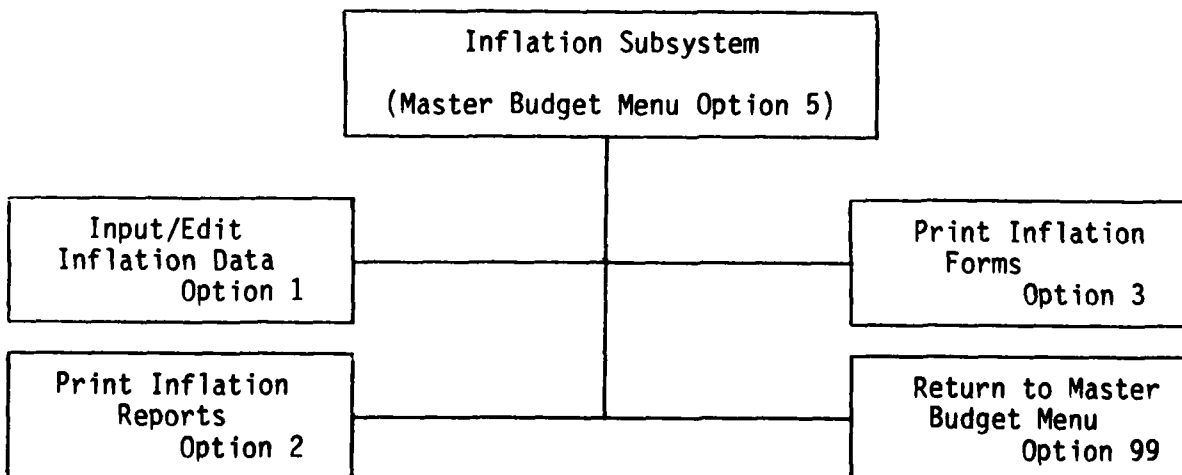 Inflation Subsystem
(Master Budget Menu Option 5)
Input/Edit
Inflation Data
Option 1
Print Inflation
Forms
Option 3
Print Inflation
Reports
Option 2
Return to Master
Budget Menu
Option 99